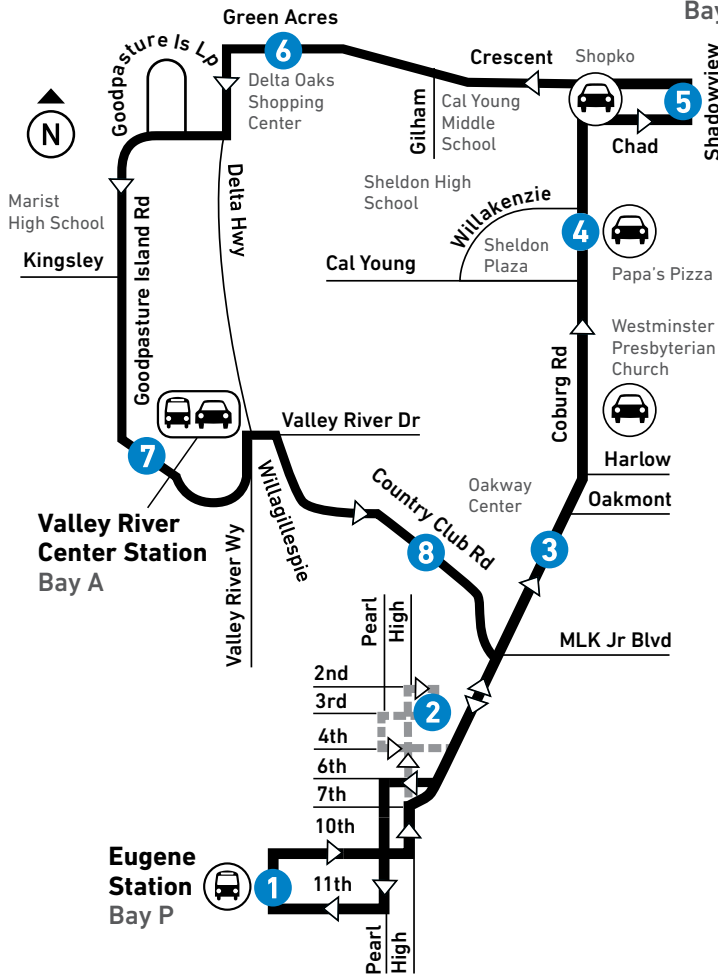 Bay
Green Acres
6
Goodpasture Is Lp
Delta Oaks
Shopping
Center
Crescent
Shopko
5
Shadowview
Chad
N
Gilham
Cal Young
Middle
School
Sheldon High
School
Willakenzie
4
Sheldon
Plaza
Papa's Pizza
Cal Young
Delta Hwy
Marist
High School
Kingsley
Goodpasture Island Rd
Westminster
Presbyterian
Church
Coburg Rd
Harlow
Oakmont
Oakway
Center
3
Valley River Dr
7
Willagillespie
Country Club Rd
8
Valley River
Center Station
Bay A
Valley River Wy
MLK Jr Blvd
Pearl
High
2nd
3rd
2
4th
6th
7th
10th
Eugene
Station
Bay P
1
11th
Pearl
High